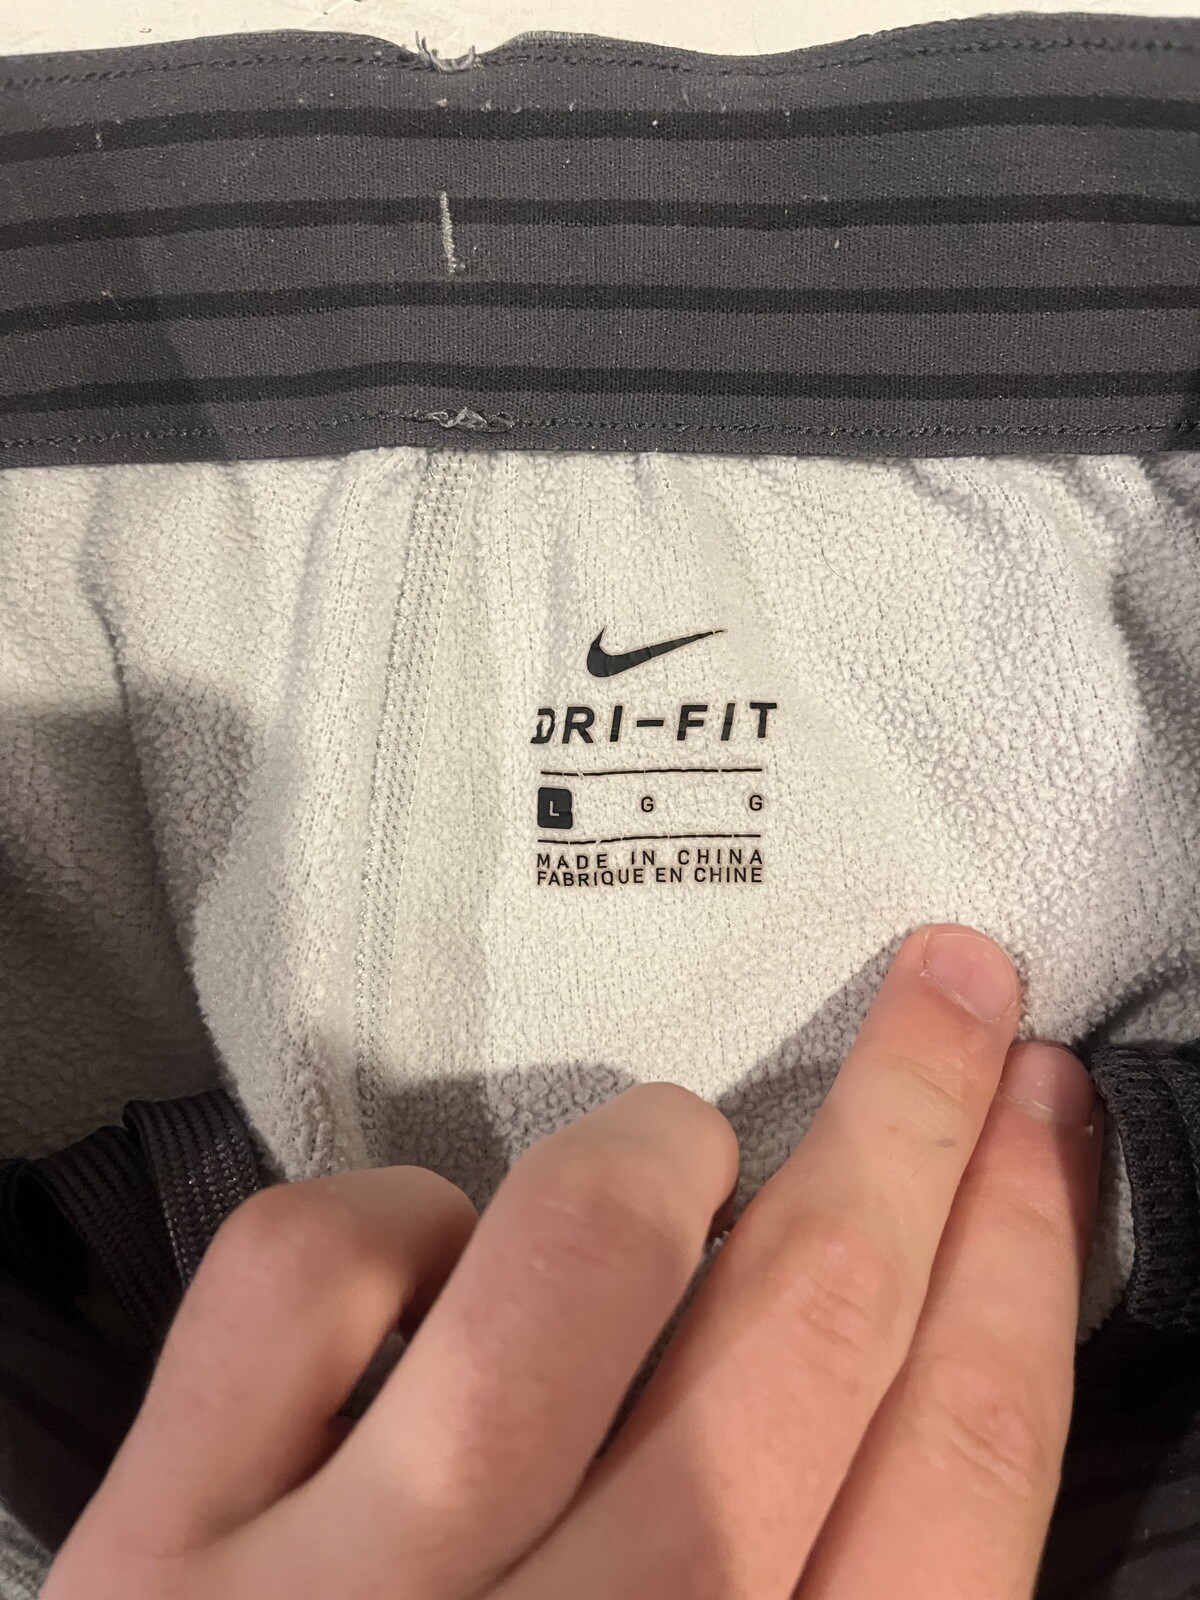 DRI-FIT
L G G
MADE IN CHINA
FABRIQUE EN CHINE